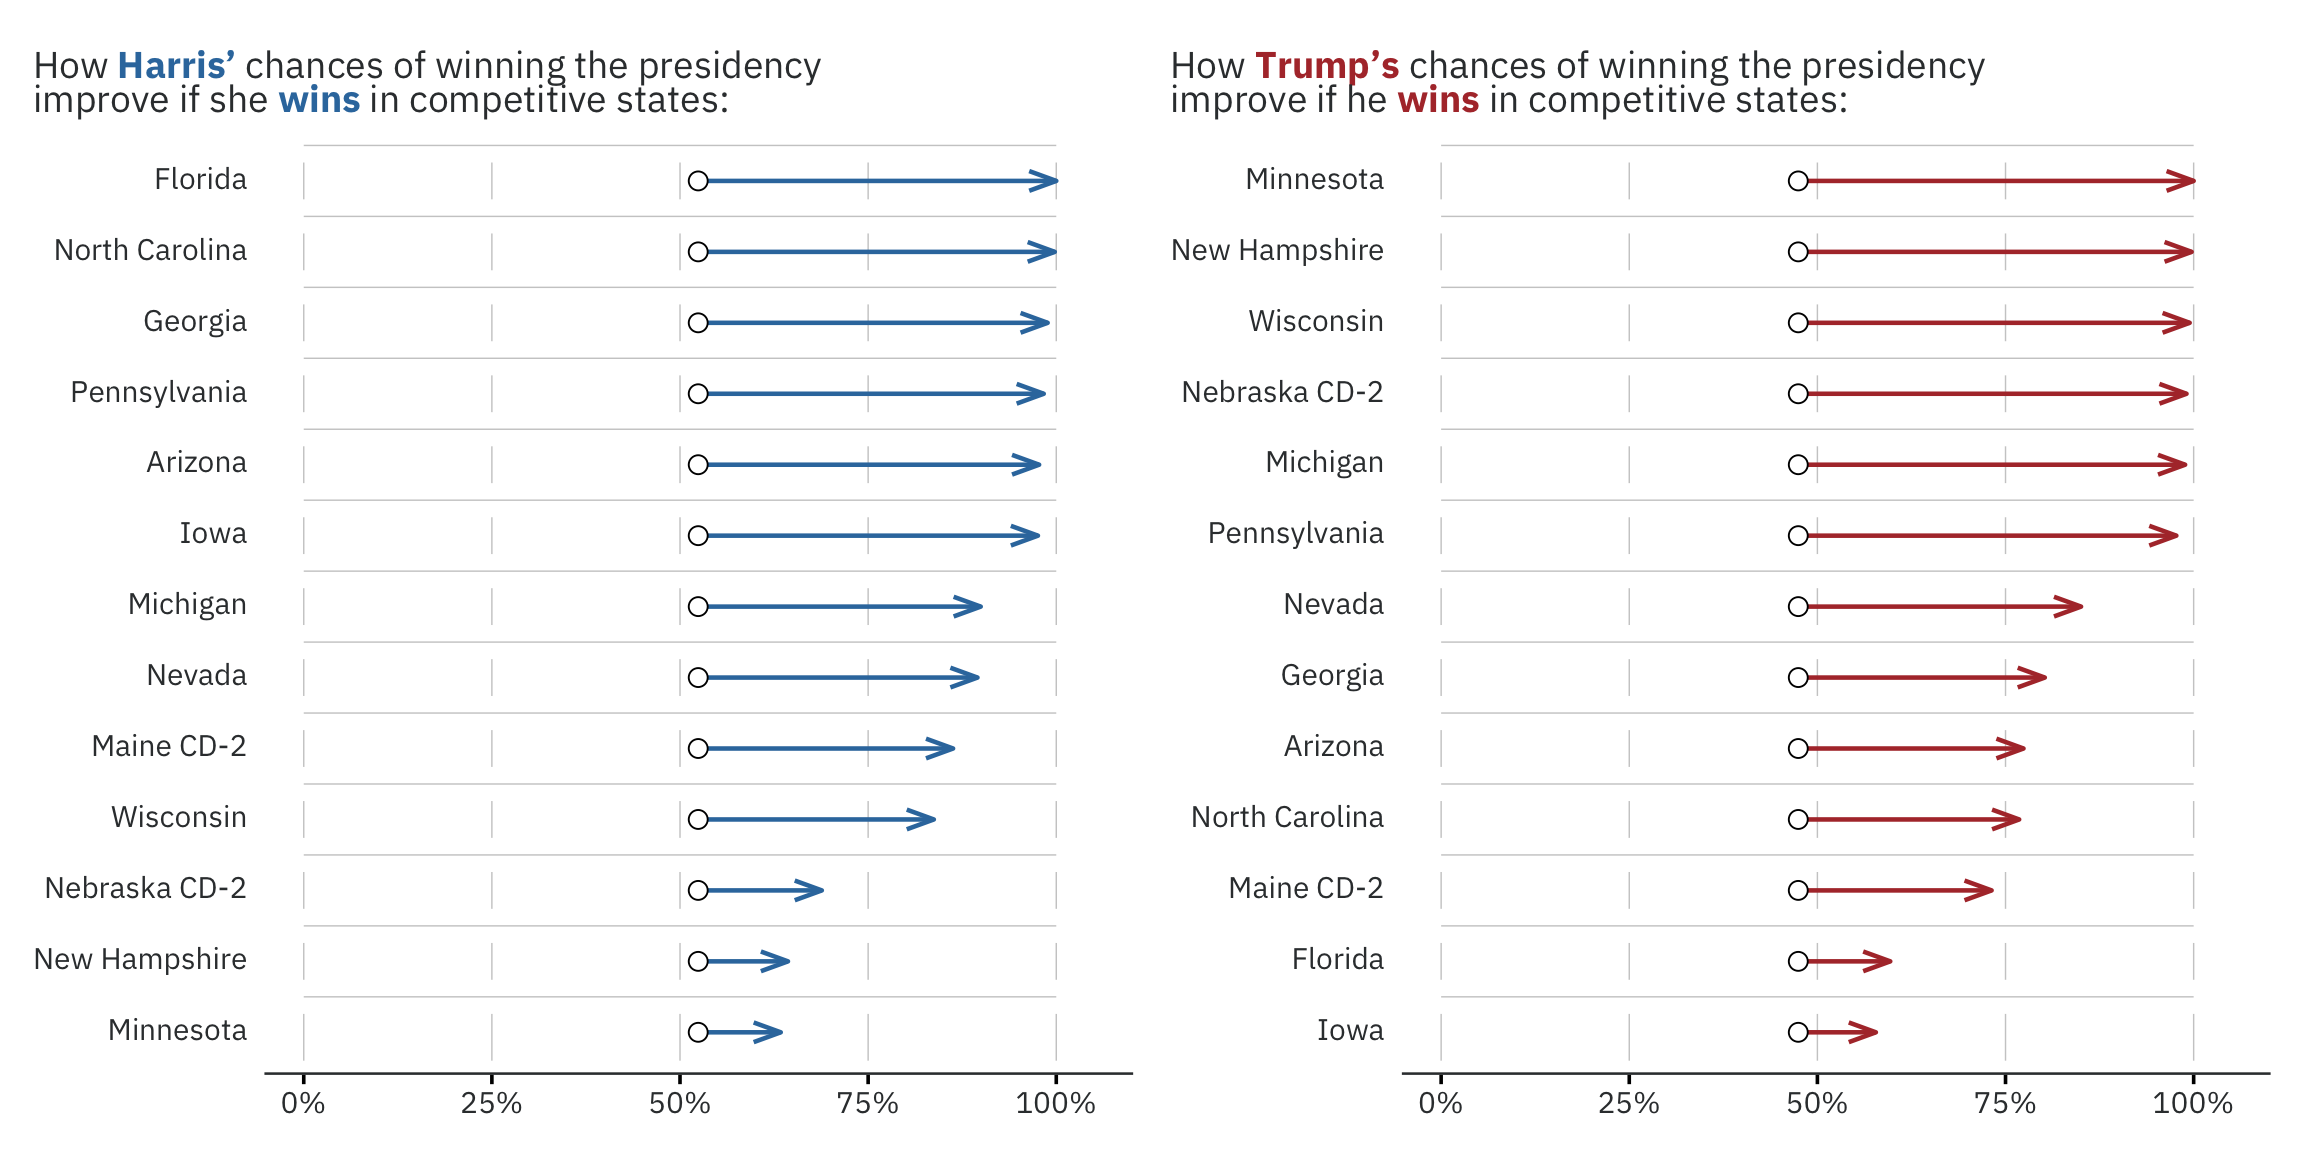 How Harris’ chances of winning the presidency
improve if she wins in competitive states:
Florida
North Carolina
Georgia
Pennsylvania
Arizona
Iowa
Michigan
Nevada
Maine CD-2
Wisconsin
Nebraska CD-2
New Hampshire
Minnesota
0% 25% 50% 75% 100%
How Trump’s chances of winning the presidency
improve if he wins in competitive states:
Minnesota
New Hampshire
Wisconsin
Nebraska CD-2
Michigan
Pennsylvania
Nevada
Georgia
Arizona
North Carolina
Maine CD-2
Florida
Iowa
0% 25% 50% 75% 100%